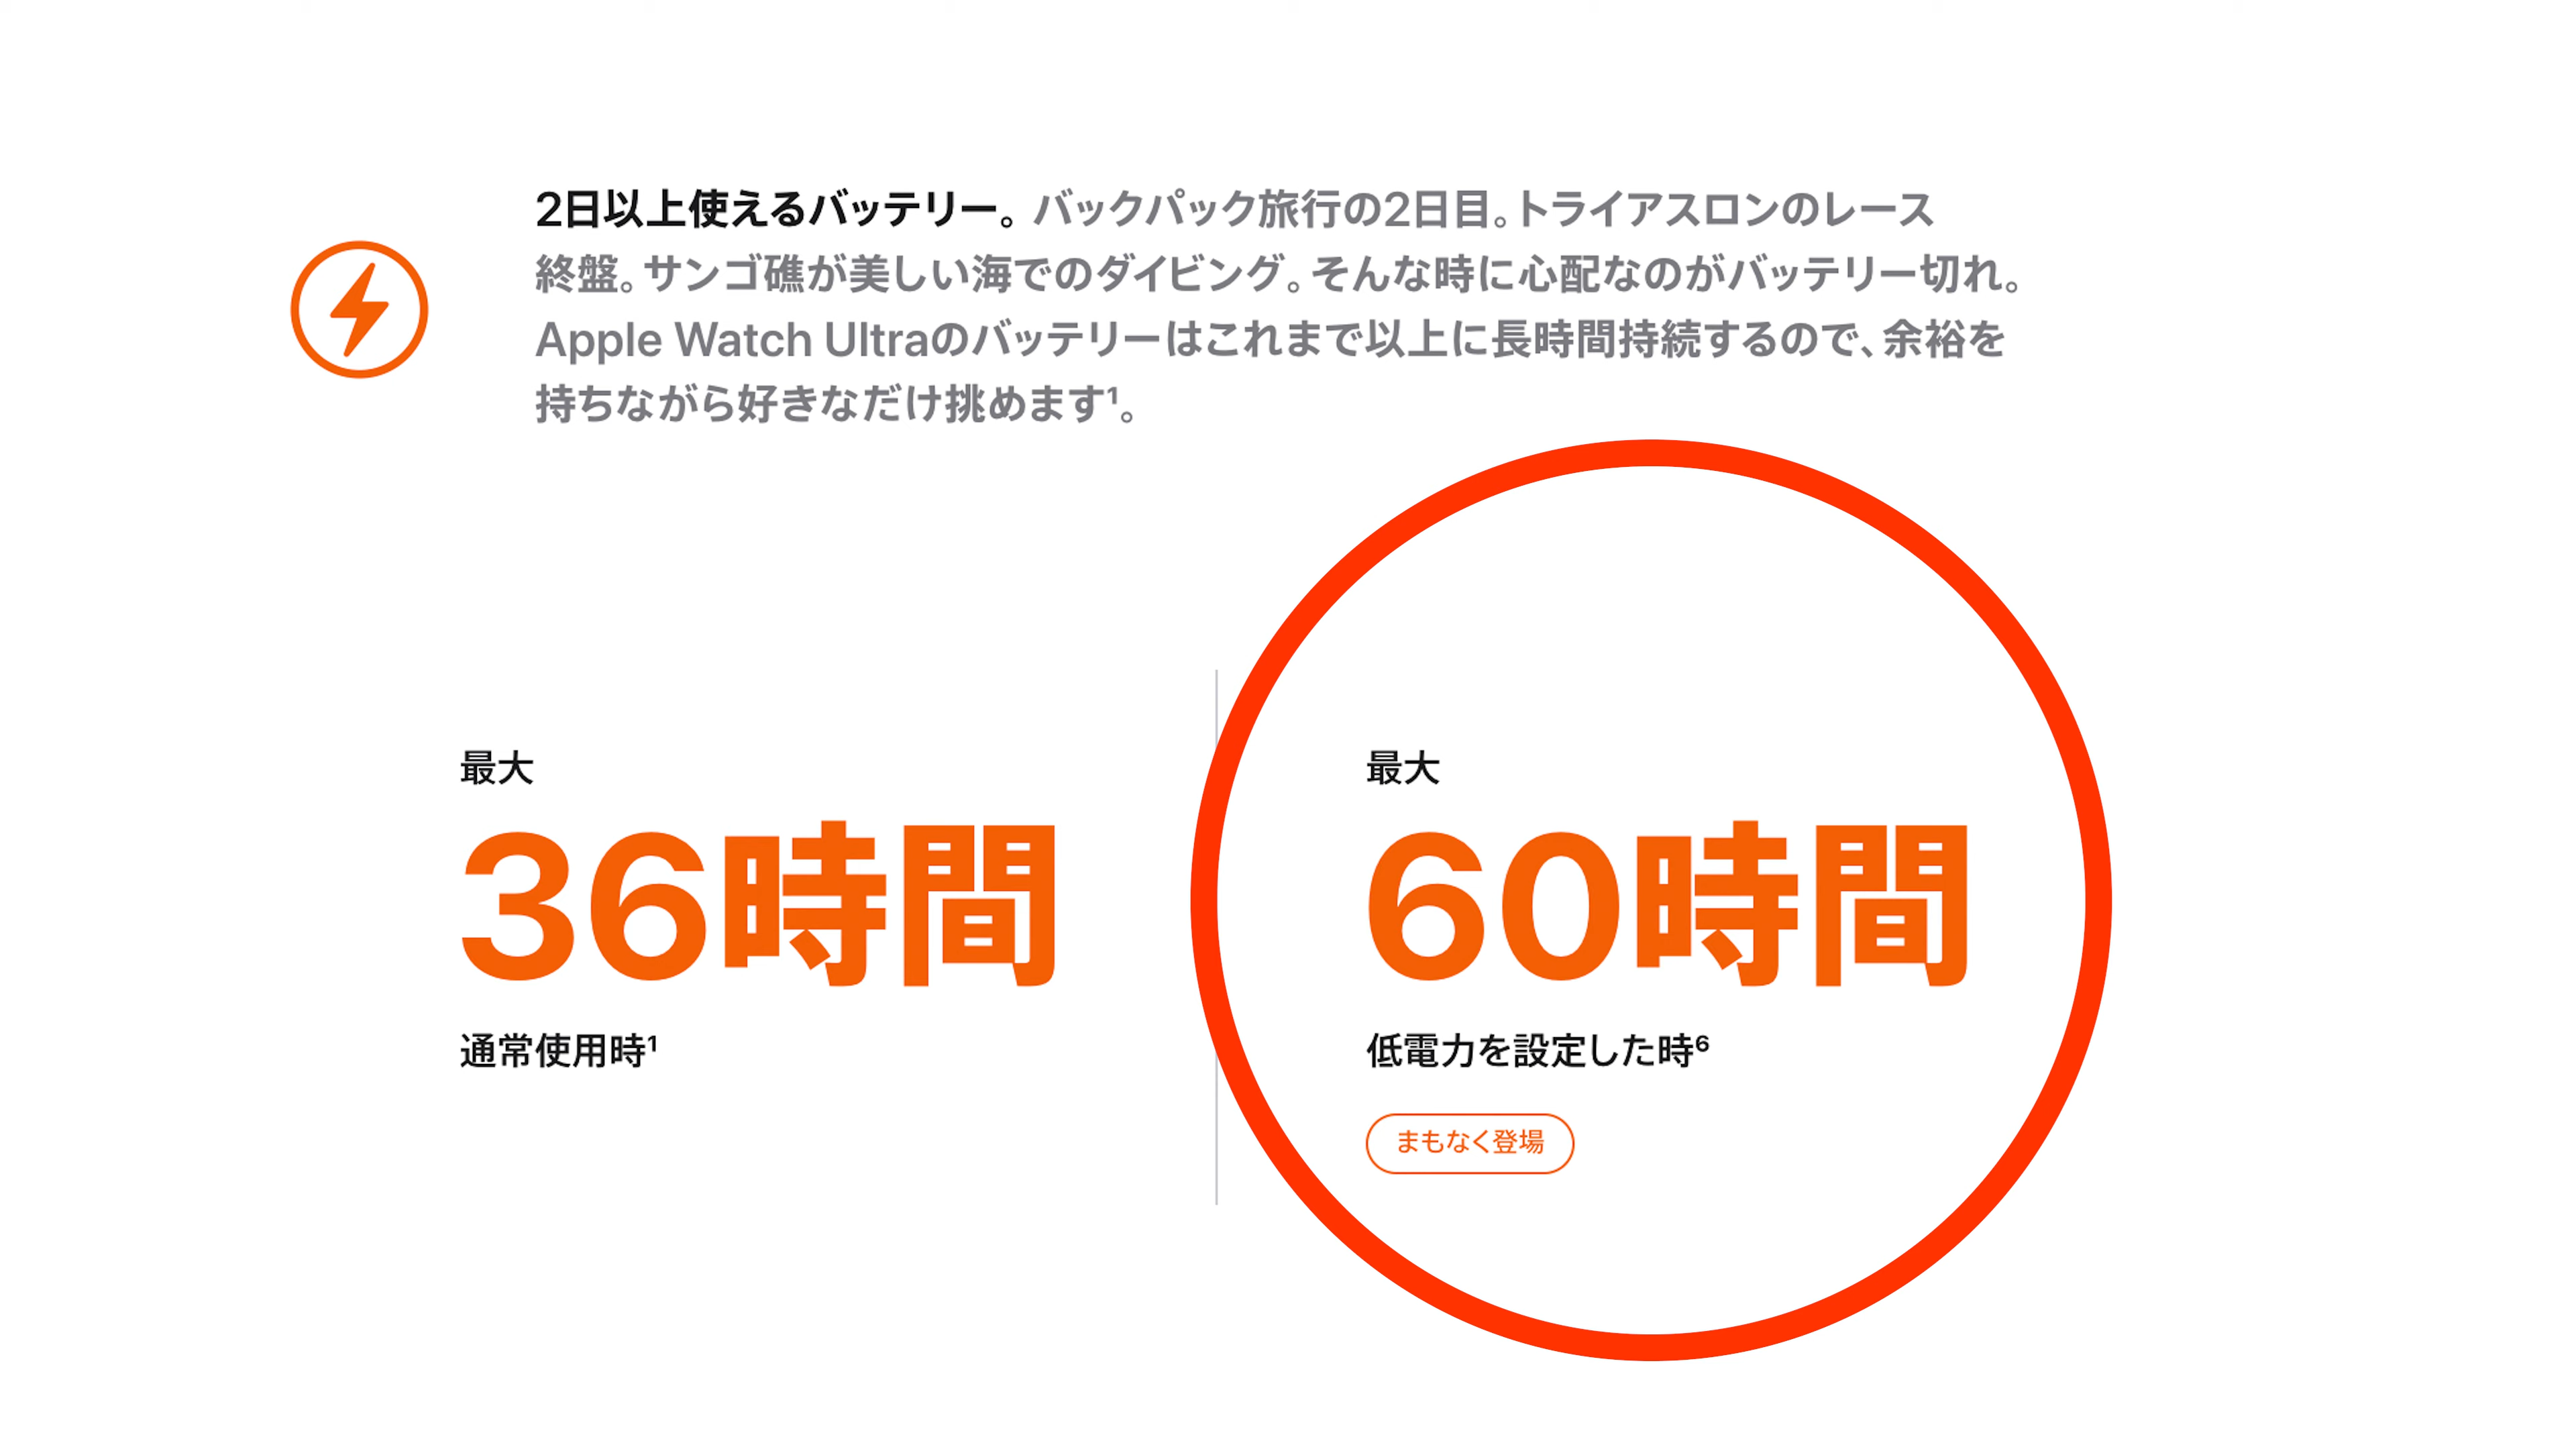 2日以上使えるバッテリー。バックパック旅行の2日目。トライアスロンのレース
終盤。サンゴ礁が美しい海でのダイビング。そんな時に心配なのがバッテリー切れ。
Apple Watch Ultraのバッテリーはこれまで以上に長時間持続するので、余裕を
持ちながら好きなだけ挑めます¹。
最大
36時間
通常使用時¹
最大
60時間
低電力を設定した時⁶
まもなく登場